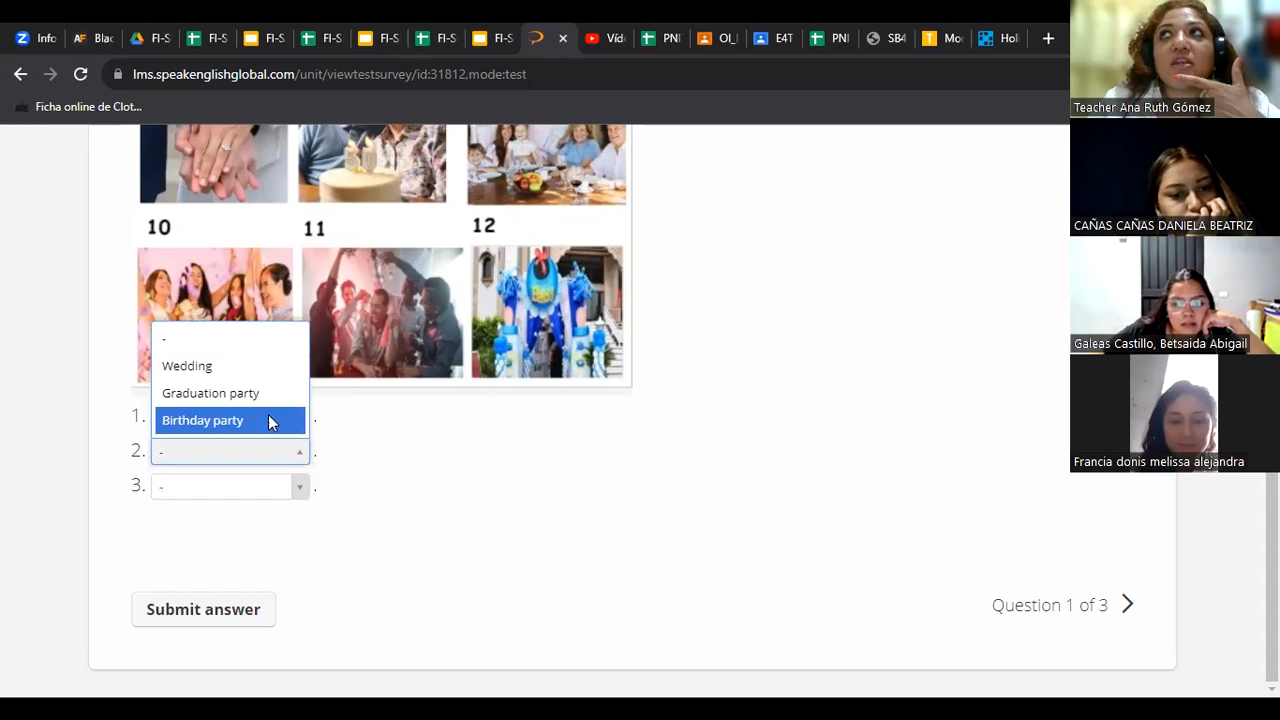 Info
Blac
FI-S
FI-S
FI-S
FI-S
FI-S
FI-S
FI-S
Víd
PNI
OI_I
E4T
PNI
SB4
Mo
Hol
lms.speakenglishglobal.com/unit/viewtestsurvey/id:31812,mode:test
Ficha online de Clot...
Teacher Ana Ruth Gómez
CAÑAS CAÑAS DANIELA BEATRIZ
Galeas Castillo, Betsaida Abigail
Francia donis melissa alejandra
10 11 12
-
Wedding
Graduation party
Birthday party
1. .
2. - .
3. - .
Submit answer
Question 1 of 3